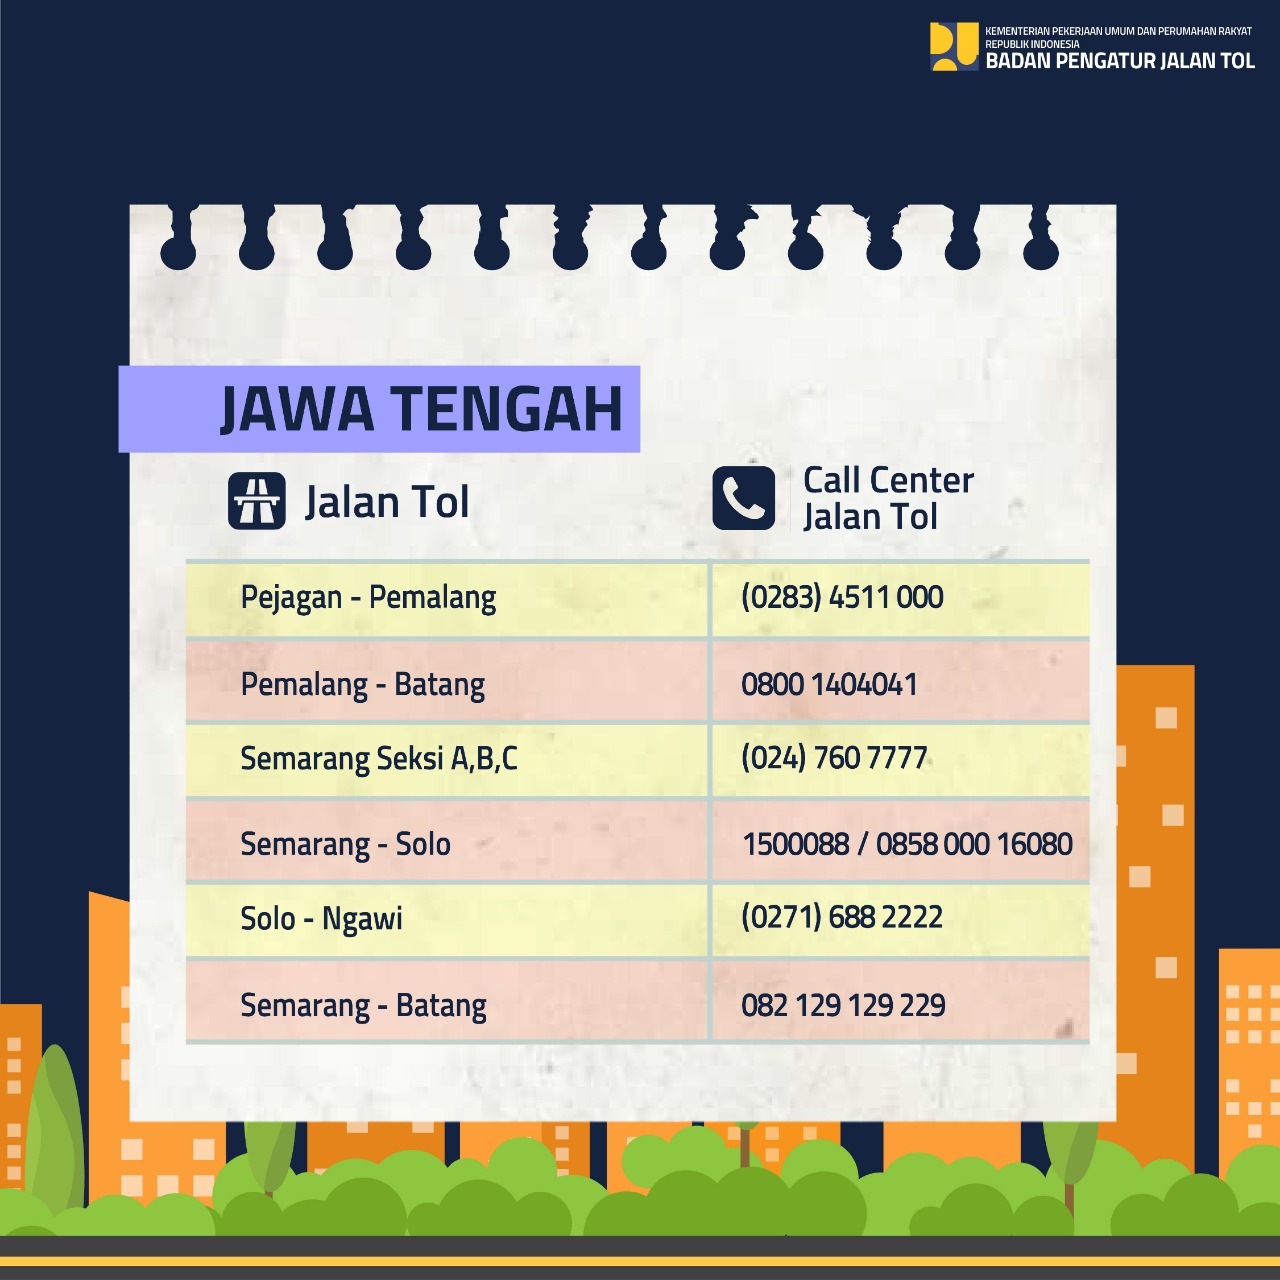 KEMENTERIAN PEKERJAAN UMUM DAN PERUMAHAN RAKYAT
REPUBLIK INDONESIA
BADAN PENGATUR JALAN TOL
JAWA TENGAH
Jalan Tol
Call Center
Jalan Tol
Pejagan - Pemalang (0283) 4511 000
Pemalang - Batang 0800 1404041
Semarang Seksi A,B,C (024) 760 7777
Semarang - Solo 1500088 / 0858 000 16080
Solo - Ngawi (0271) 688 2222
Semarang - Batang 082 129 129 229